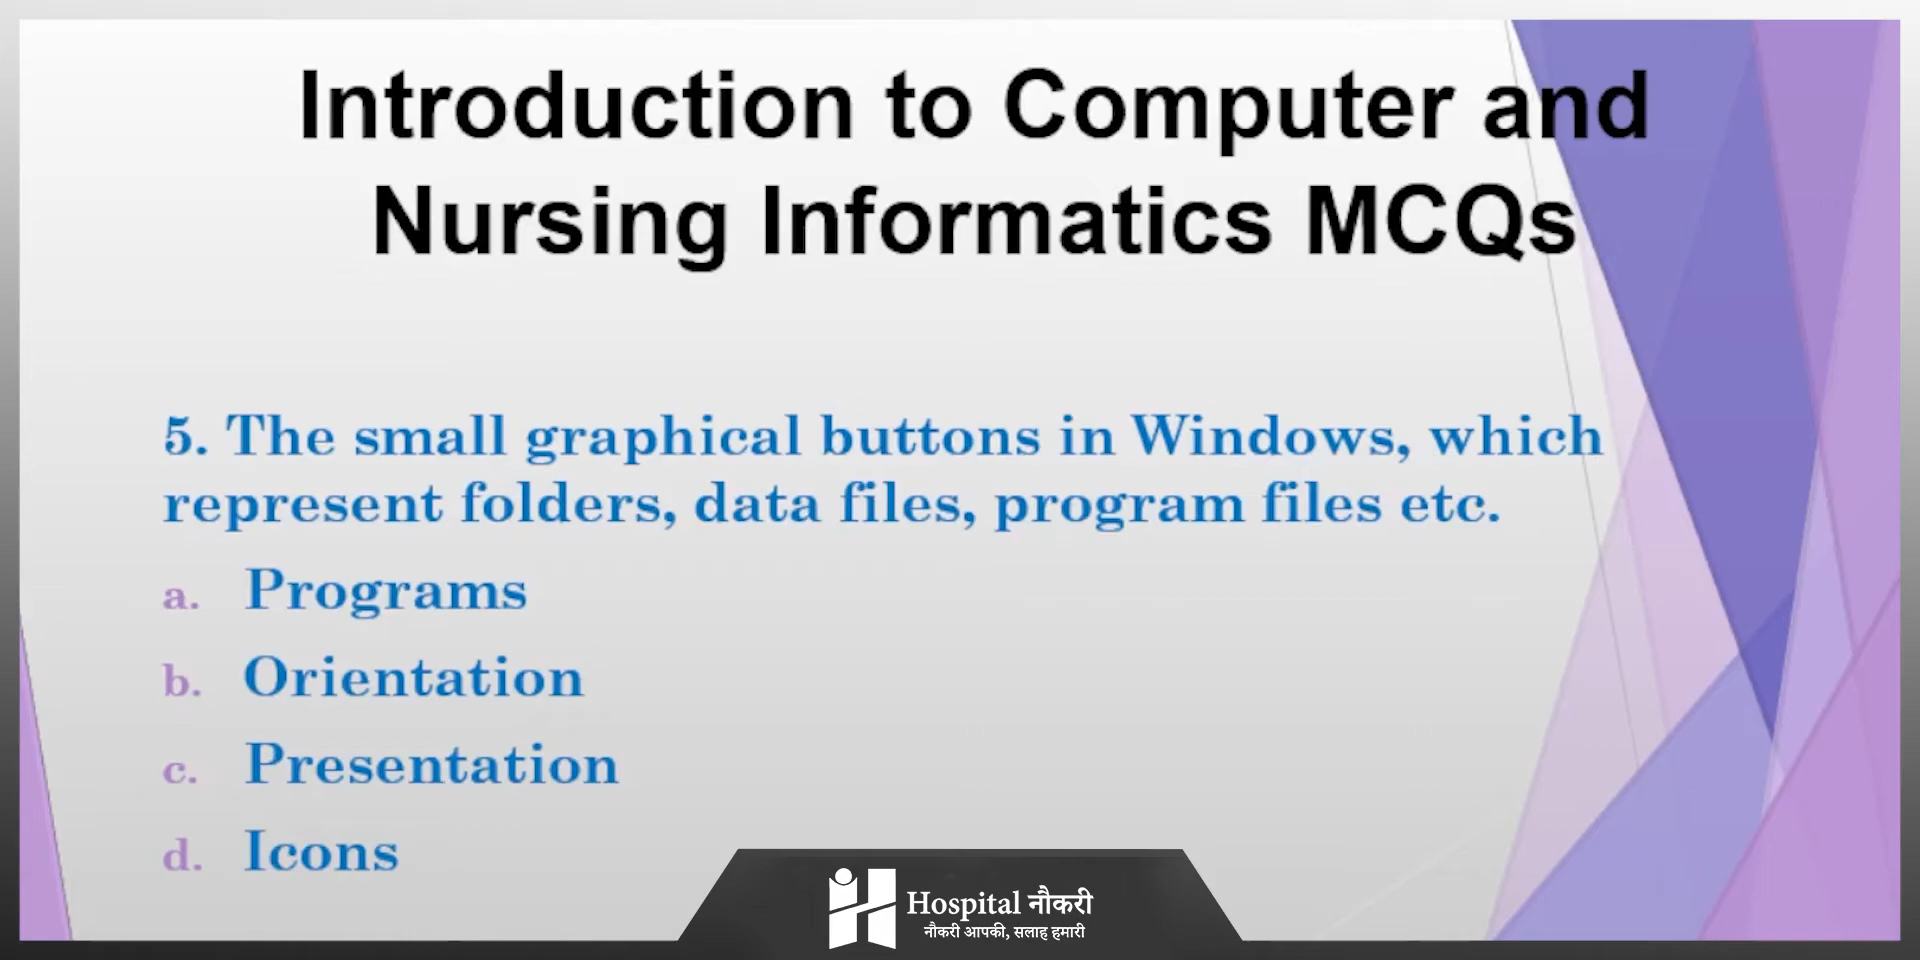 Introduction to Computer and
Nursing Informatics MCQs
5. The small graphical buttons in Windows, which
represent folders, data files, program files etc.
a. Programs
b. Orientation
c. Presentation
d. Icons
Hospital नौकरी
नौकरी आपकी, सलाह हमारी